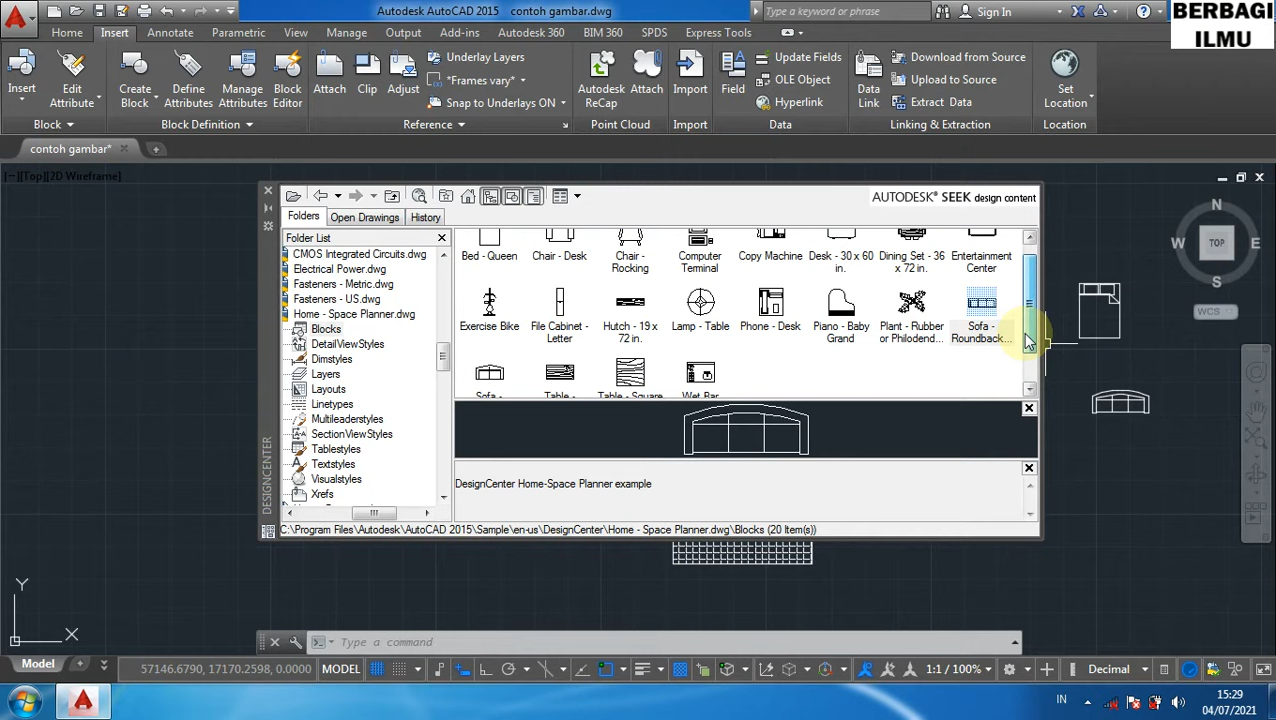 Autodesk AutoCAD 2015 contoh gambar.dwg
Type a keyword or phrase
Sign In
BERBAGI
ILMU
Home Insert Annotate Parametric View Manage Output Add-ins Autodesk 360 BIM 360 SPDS Express Tools
Insert
Edit
Attribute
Create
Block
Define
Attributes
Manage
Attributes
Block
Editor
Attach
Clip
Adjust
Underlay Layers
*Frames vary*
Snap to Underlays ON
Autodesk
ReCap
Attach
Import
Field
Update Fields
OLE Object
Hyperlink
Data
Link
Download from Source
Upload to Source
Extract Data
Set
Location
Block Block Definition Reference Point Cloud Import Data Linking & Extraction Location
contoh gambar*
[−][Top][2D Wireframe]
N
W TOP E
S
WCS
AUTODESK® SEEK design content
Folders Open Drawings History
Folder List
CMOS Integrated Circuits.dwg
Electrical Power.dwg
Fasteners - Metric.dwg
Fasteners - US.dwg
Home - Space Planner.dwg
Blocks
DetailViewStyles
Dimstyles
Layers
Layouts
Linetypes
Multileaderstyles
SectionViewStyles
Tablestyles
Textstyles
Visualstyles
Xrefs
Bed - Queen
Chair - Desk
Chair -
Rocking
Computer
Terminal
Copy Machine
Desk - 30 x 60
in.
Dining Set - 36
x 72 in.
Entertainment
Center
Exercise Bike
File Cabinet -
Letter
Hutch - 19 x
72 in.
Lamp - Table
Phone - Desk
Piano - Baby
Grand
Plant - Rubber
or Philodend...
Sofa -
Roundback...
Sofa -
Table -
Table - Square
Wet Bar
DesignCenter Home-Space Planner example
DESIGNCENTER
C:\Program Files\Autodesk\AutoCAD 2015\Sample\en-us\DesignCenter\Home - Space Planner.dwg\Blocks (20 Item(s))
Y
X
Type a command
Model
57146.6790, 17170.2598, 0.0000 MODEL
1:1 / 100%
Decimal
IN
15:29
04/07/2021